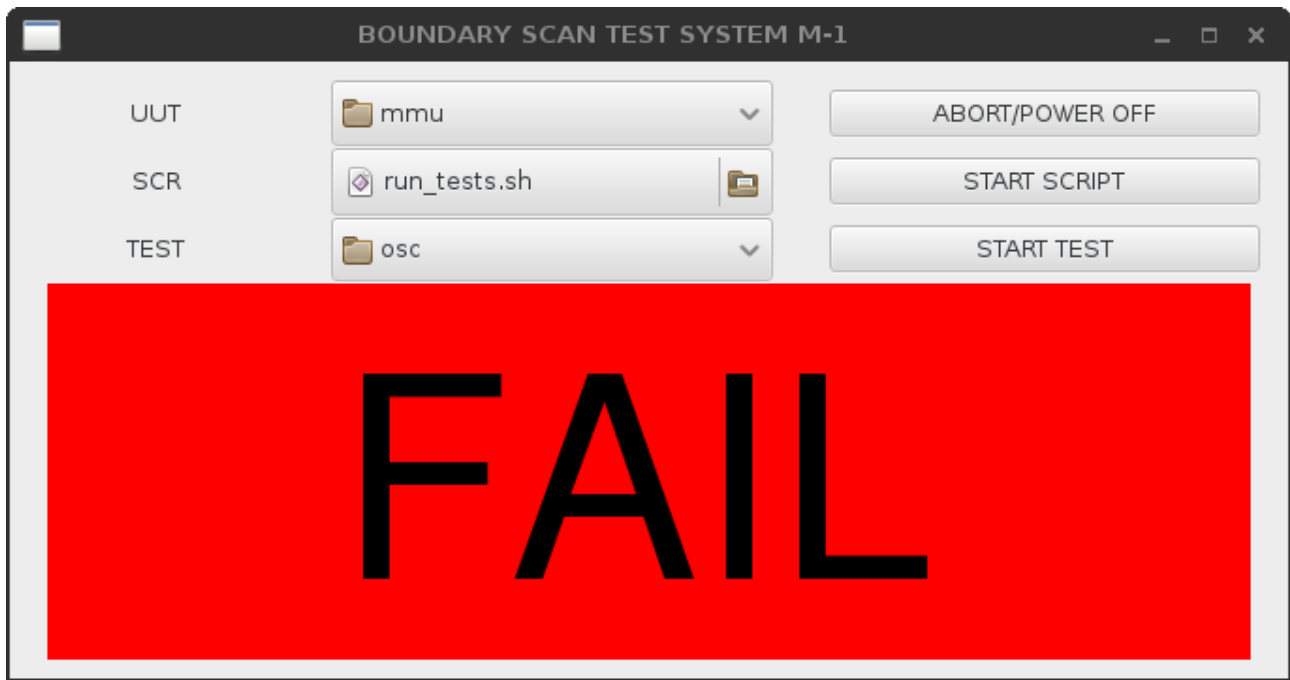 BOUNDARY SCAN TEST SYSTEM M-1
UUT mmu ABORT/POWER OFF
SCR run_tests.sh START SCRIPT
TEST osc START TEST
FAIL